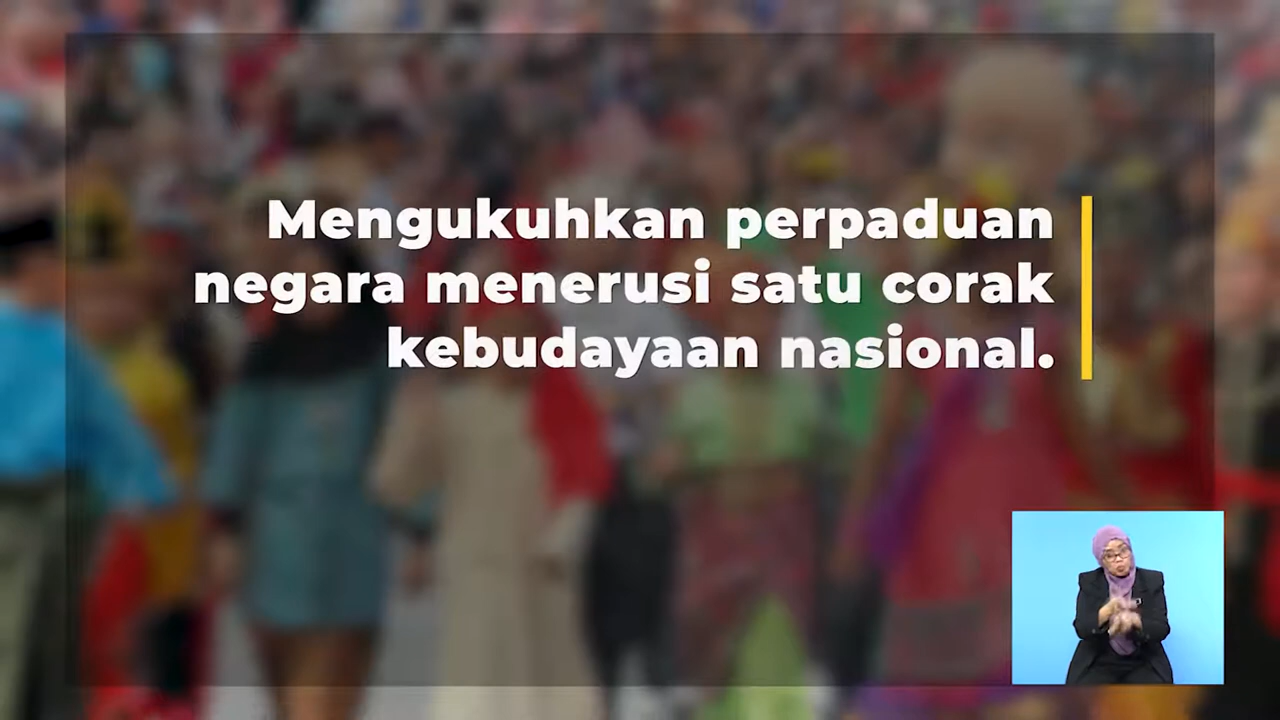 Mengukuhkan perpaduan
negara menerusi satu corak
kebudayaan nasional.